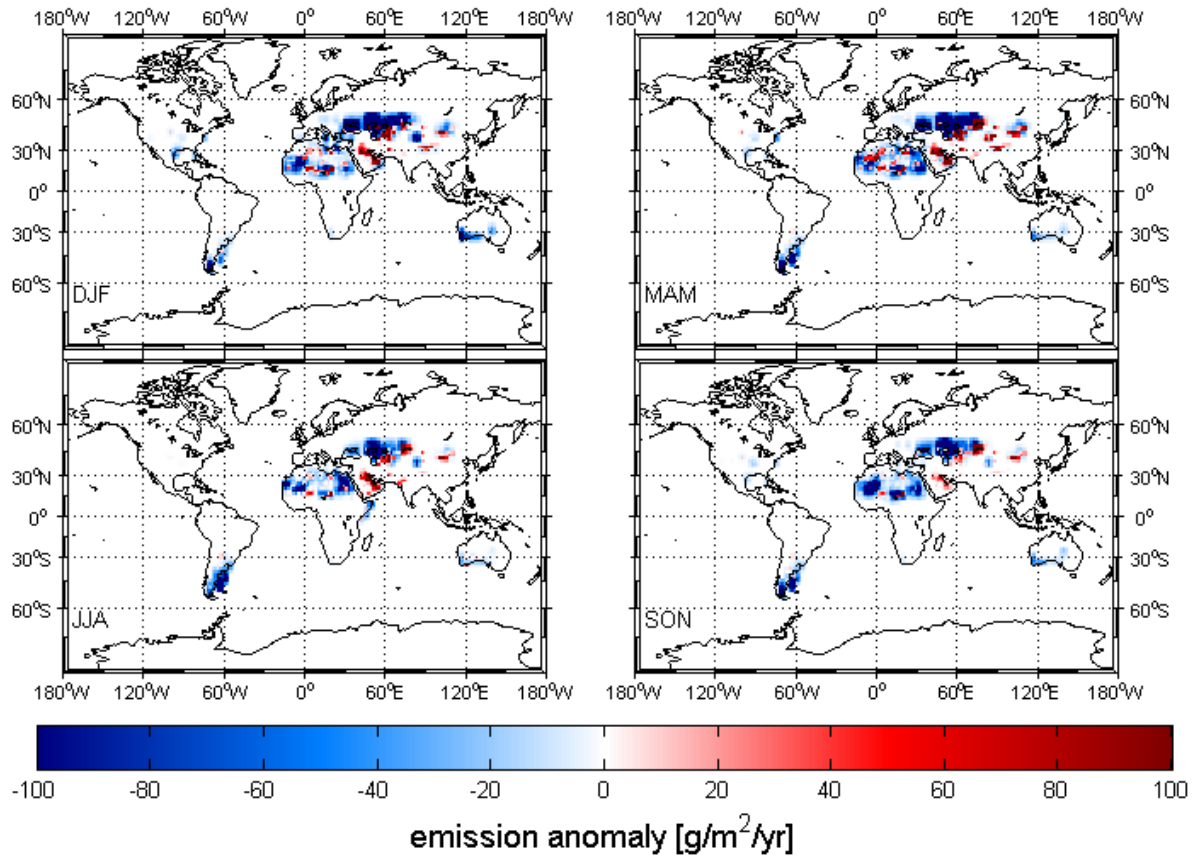 180°W 120°W 60°W 0° 60°E 120°E 180°W 180°W 120°W 60°W 0° 60°E 120°E 180°W
60°N 60°N
30°N 30°N
0° 0°
30°S 30°S
60°S 60°S
DJF MAM
60°N 60°N
30°N 30°N
0° 0°
30°S 30°S
60°S 60°S
JJA SON
180°W 120°W 60°W 0° 60°E 120°E 180°W 180°W 120°W 60°W 0° 60°E 120°E 180°W
-100 -80 -60 -40 -20 0 20 40 60 80 100
emission anomaly [g/m²/yr]